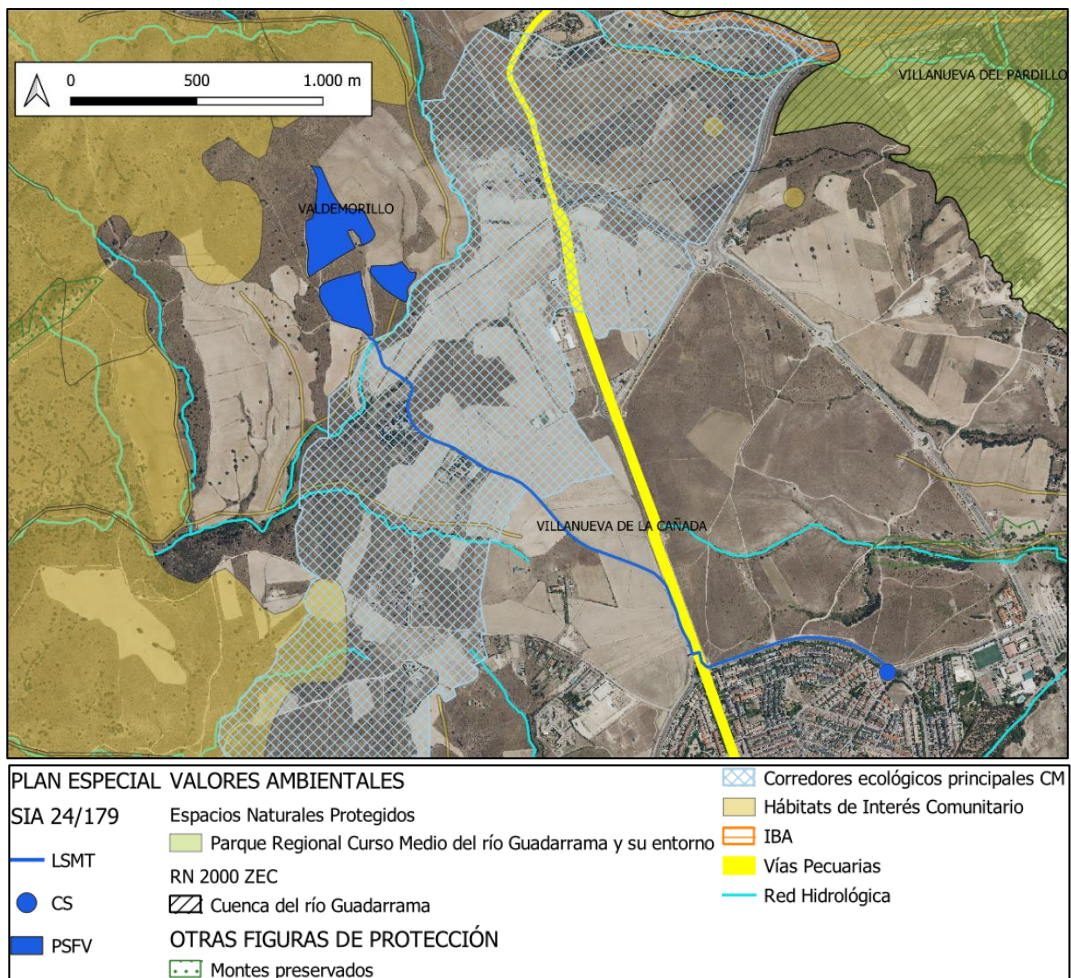 0 500 1.000 m
VILLANUEVA DEL PARDILLO
VALDEMORILLO
VILLANUEVA DE LA CAÑADA
PLAN ESPECIAL
SIA 24/179
LSMT
CS
PSFV
VALORES AMBIENTALES
Espacios Naturales Protegidos
Parque Regional Curso Medio del río Guadarrama y su entorno
RN 2000 ZEC
Cuenca del río Guadarrama
OTRAS FIGURAS DE PROTECCIÓN
Montes preservados
Corredores ecológicos principales CM
Hábitats de Interés Comunitario
IBA
Vías Pecuarias
Red Hidrológica